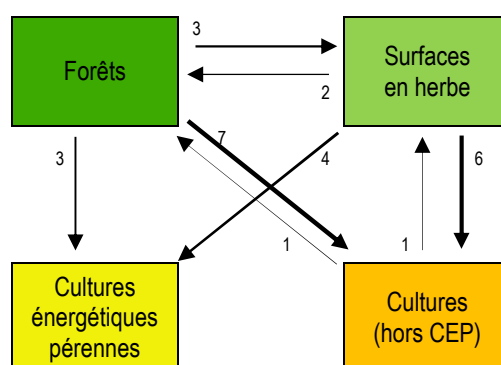 3
Forêts
Surfaces
en herbe
2
3
7
4
6
1
1
Cultures
énergétiques
pérennes
Cultures
(hors CEP)